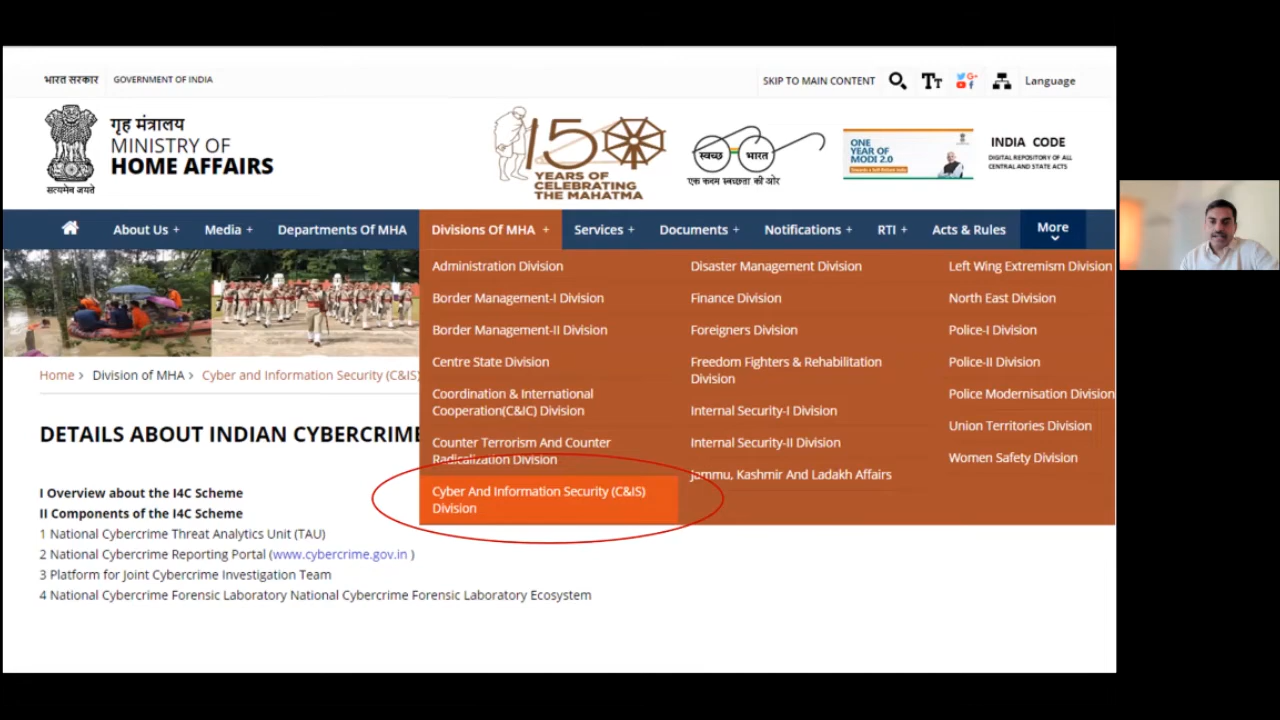 भारत सरकार GOVERNMENT OF INDIA
SKIP TO MAIN CONTENT
Language
गृह मंत्रालय
MINISTRY OF
HOME AFFAIRS
सत्यमेव जयते
150
YEARS OF
CELEBRATING
THE MAHATMA
स्वच्छ भारत
एक कदम स्वच्छता की ओर
ONE
YEAR OF
MODI 2.0
INDIA CODE
DIGITAL REPOSITORY OF ALL
CENTRAL AND STATE ACTS
About Us + Media + Departments Of MHA Divisions Of MHA + Services + Documents + Notifications + RTI + Acts & Rules More
Administration Division
Border Management-I Division
Border Management-II Division
Centre State Division
Coordination & International
Cooperation(C&IC) Division
Counter Terrorism And Counter
Radicalization Division
Cyber And Information Security (C&IS)
Division
Disaster Management Division
Finance Division
Foreigners Division
Freedom Fighters & Rehabilitation
Division
Internal Security-I Division
Internal Security-II Division
Jammu, Kashmir And Ladakh Affairs
Left Wing Extremism Division
North East Division
Police-I Division
Police-II Division
Police Modernisation Division
Union Territories Division
Women Safety Division
Home > Division of MHA > Cyber and Information Security (C&IS)
DETAILS ABOUT INDIAN CYBERCRIME
I Overview about the I4C Scheme
II Components of the I4C Scheme
1 National Cybercrime Threat Analytics Unit (TAU)
2 National Cybercrime Reporting Portal (www.cybercrime.gov.in )
3 Platform for Joint Cybercrime Investigation Team
4 National Cybercrime Forensic Laboratory National Cybercrime Forensic Laboratory Ecosystem